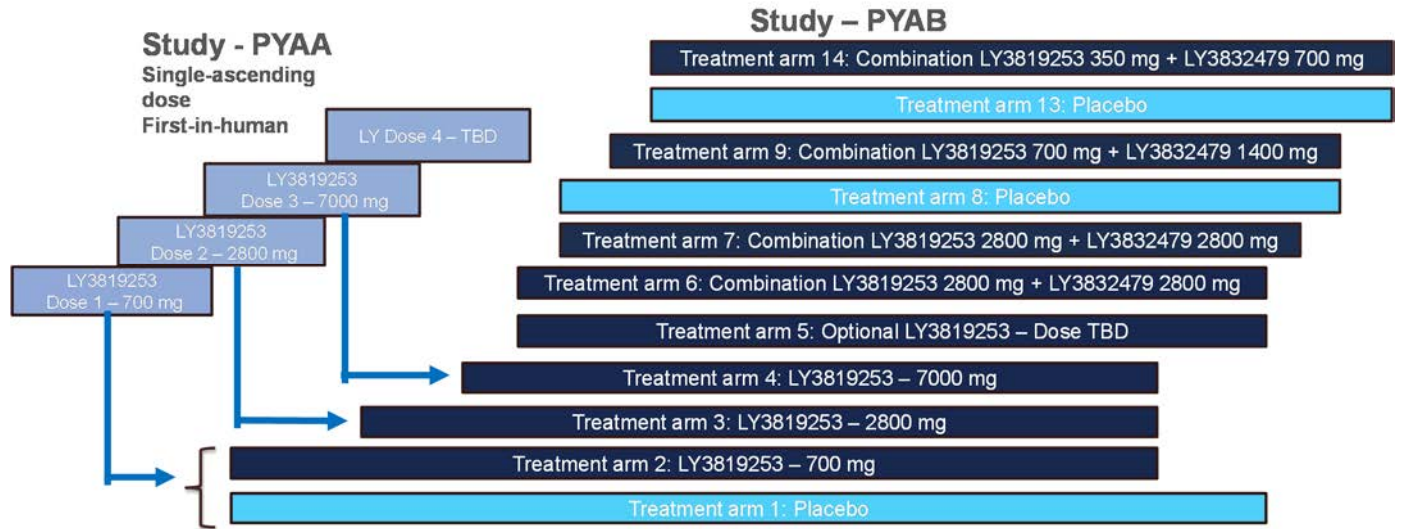 Study - PYAA
Single-ascending
dose
First-in-human
LY Dose 4 – TBD
LY3819253
Dose 3 – 7000 mg
LY3819253
Dose 2 – 2800 mg
LY3819253
Dose 1 – 700 mg
Study – PYAB
Treatment arm 14: Combination LY3819253 350 mg + LY3832479 700 mg
Treatment arm 13: Placebo
Treatment arm 9: Combination LY3819253 700 mg + LY3832479 1400 mg
Treatment arm 8: Placebo
Treatment arm 7: Combination LY3819253 2800 mg + LY3832479 2800 mg
Treatment arm 6: Combination LY3819253 2800 mg + LY3832479 2800 mg
Treatment arm 5: Optional LY3819253 – Dose TBD
Treatment arm 4: LY3819253 – 7000 mg
Treatment arm 3: LY3819253 – 2800 mg
Treatment arm 2: LY3819253 – 700 mg
Treatment arm 1: Placebo